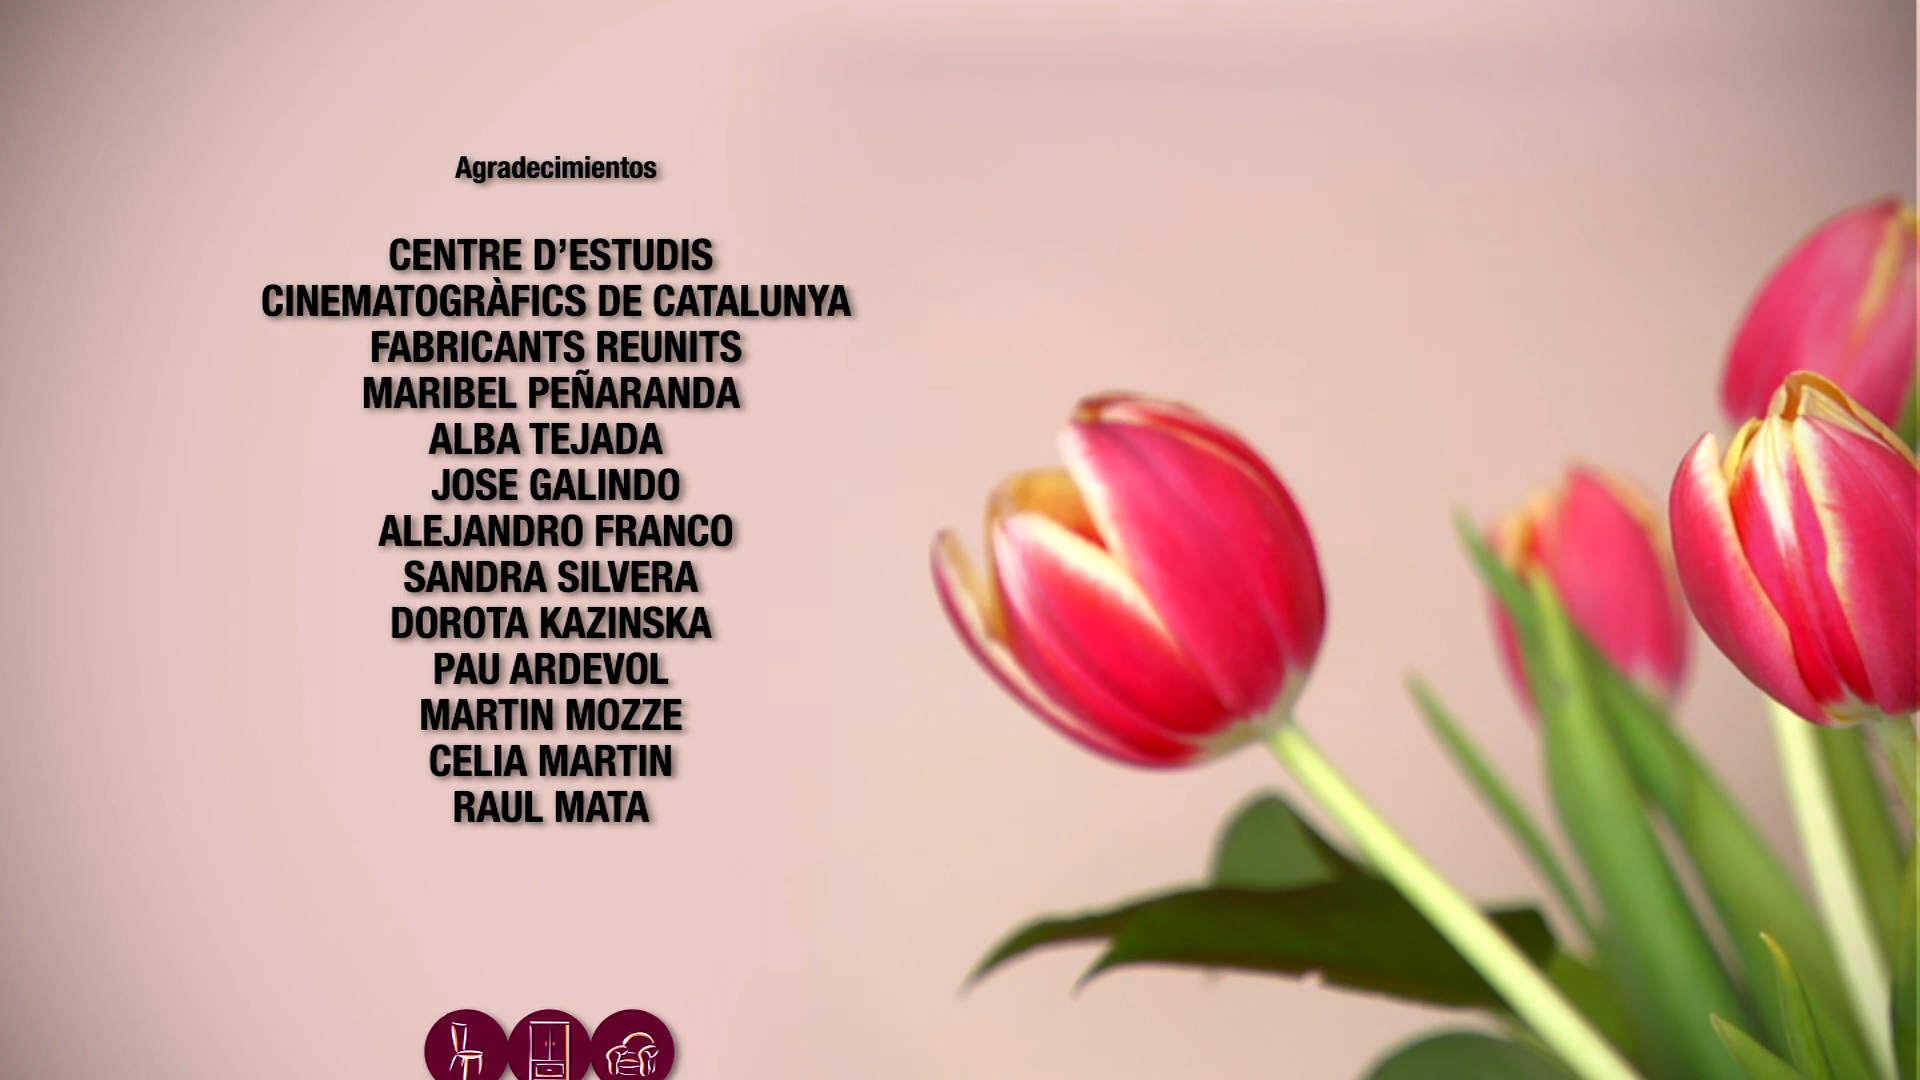 Agradecimientos
CENTRE D’ESTUDIS
CINEMATOGRÀFICS DE CATALUNYA
FABRICANTS REUNITS
MARIBEL PEÑARANDA
ALBA TEJADA
JOSE GALINDO
ALEJANDRO FRANCO
SANDRA SILVERA
DOROTA KAZINSKA
PAU ARDEVOL
MARTIN MOZZE
CELIA MARTIN
RAUL MATA